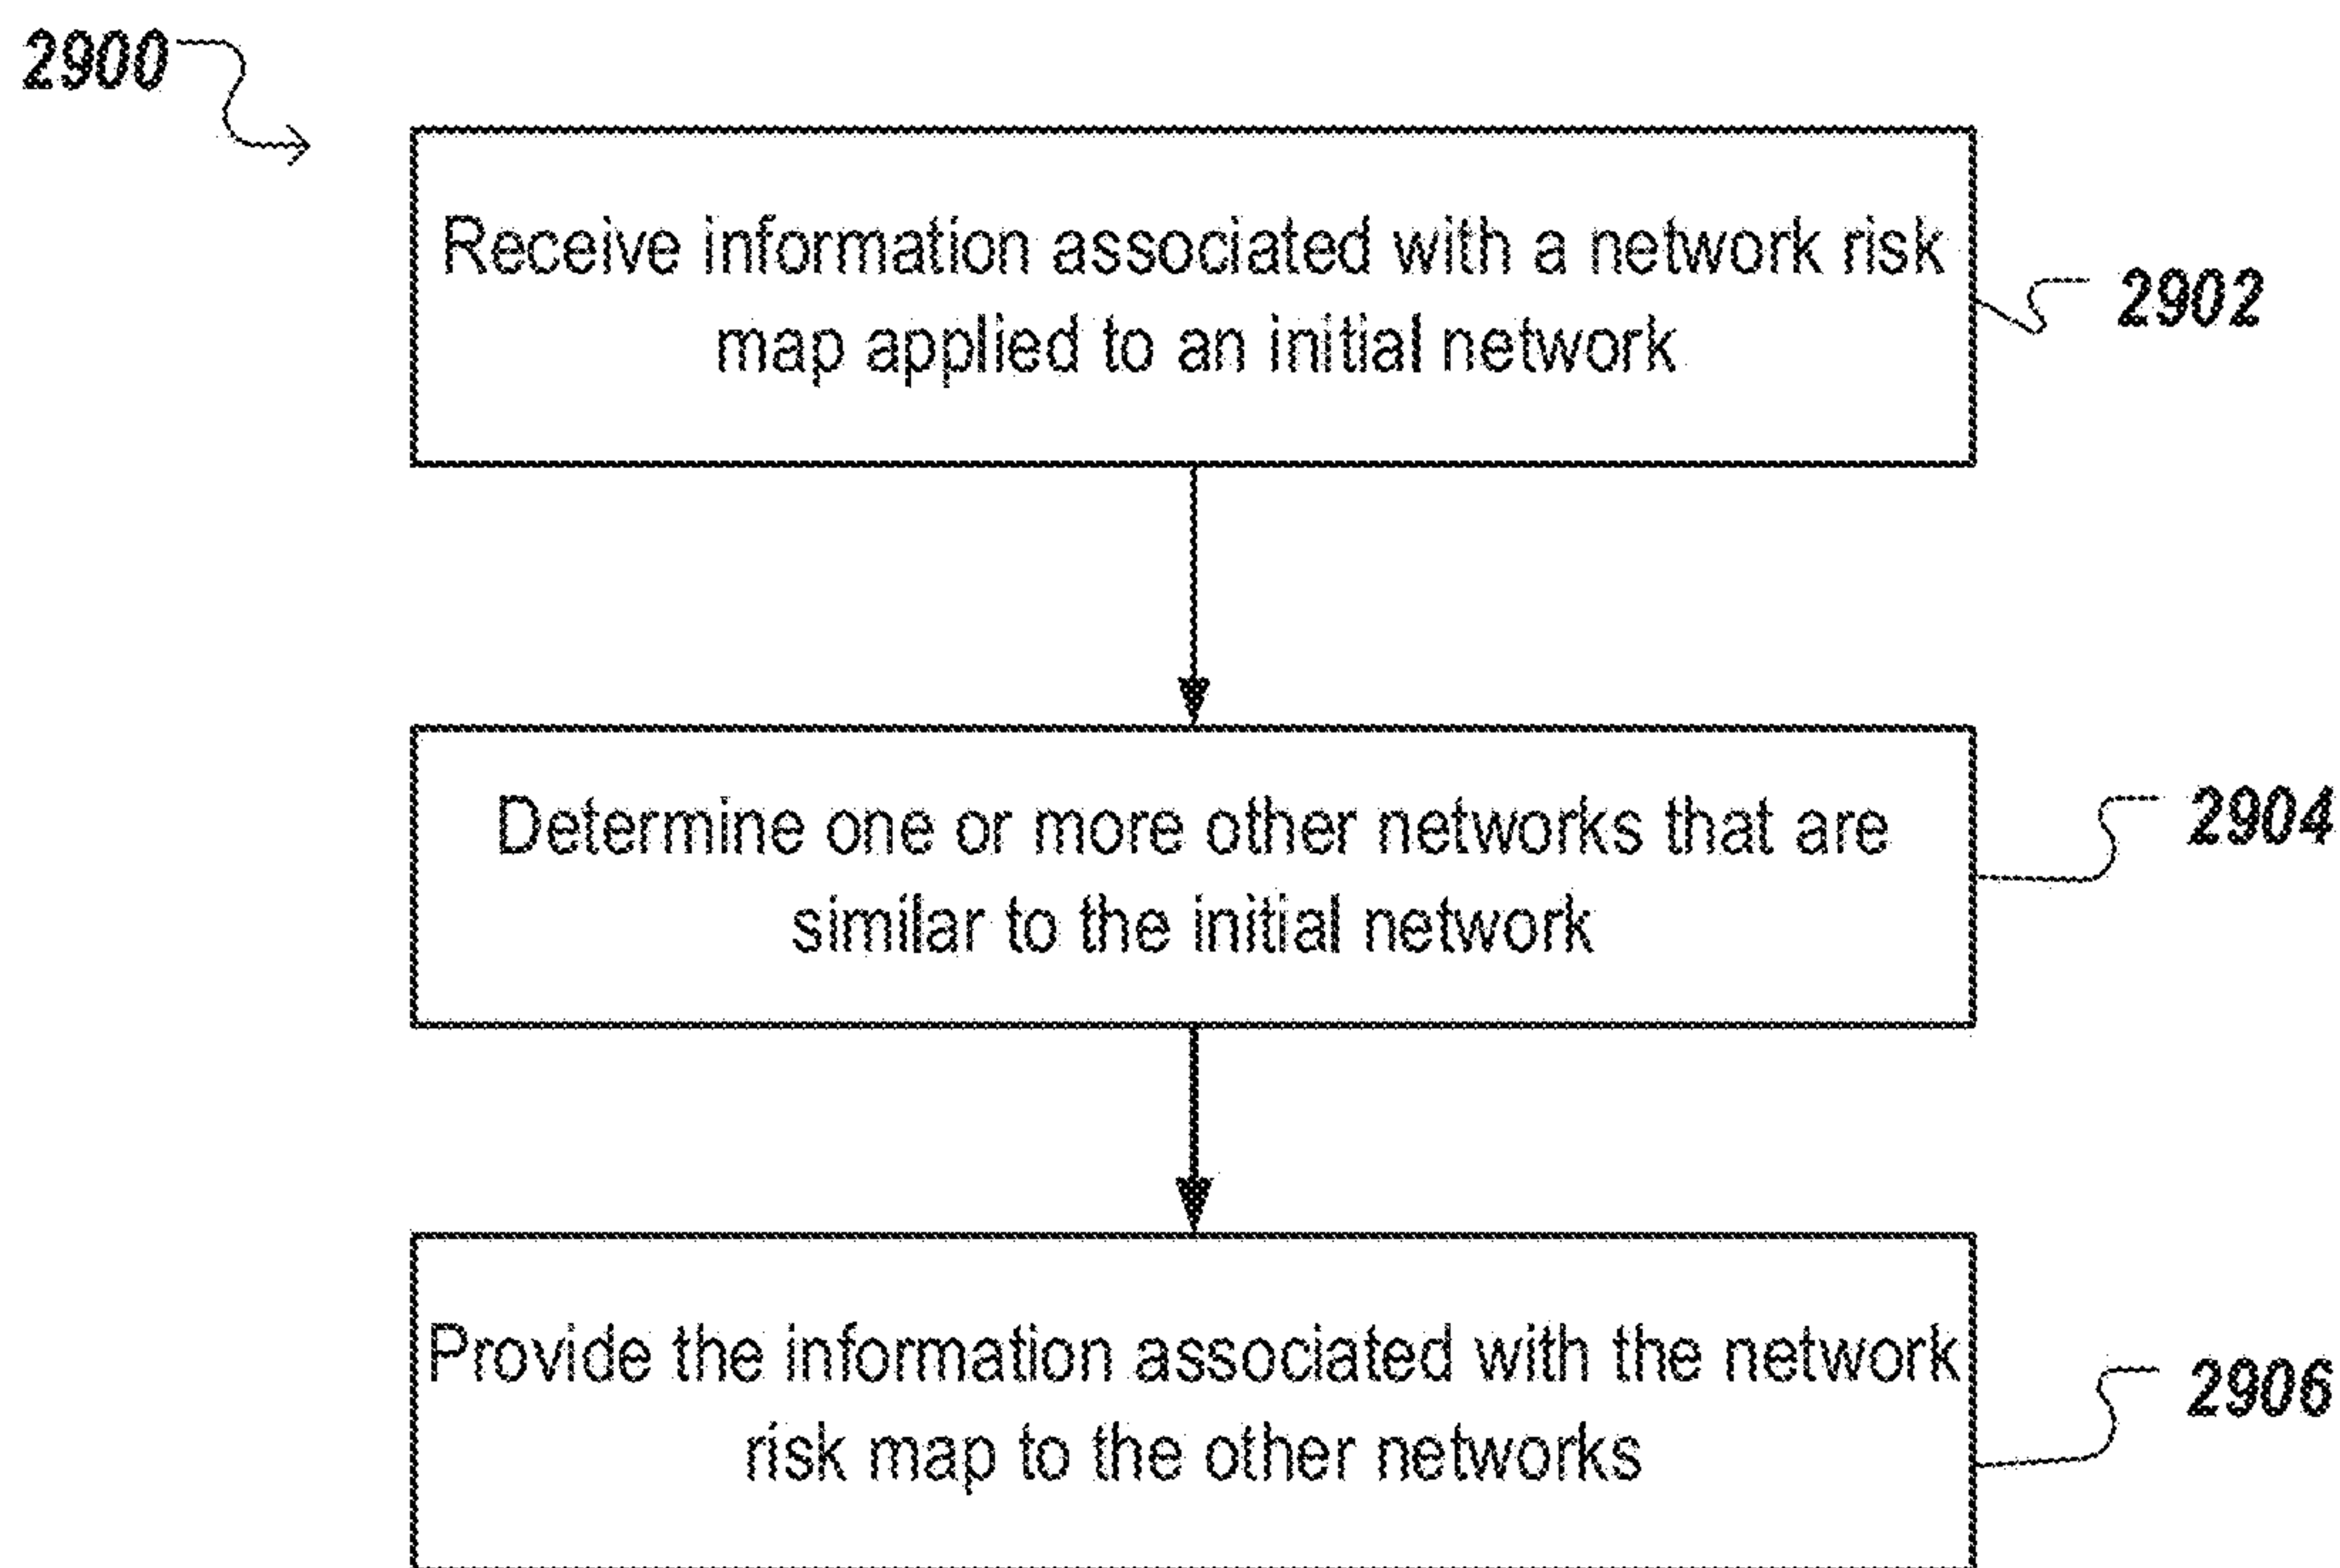 2900
Receive information associated with a network risk
map applied to an initial network
2902
Determine one or more other networks that are
similar to the initial network
2904
Provide the information associated with the network
risk map to the other networks
2906